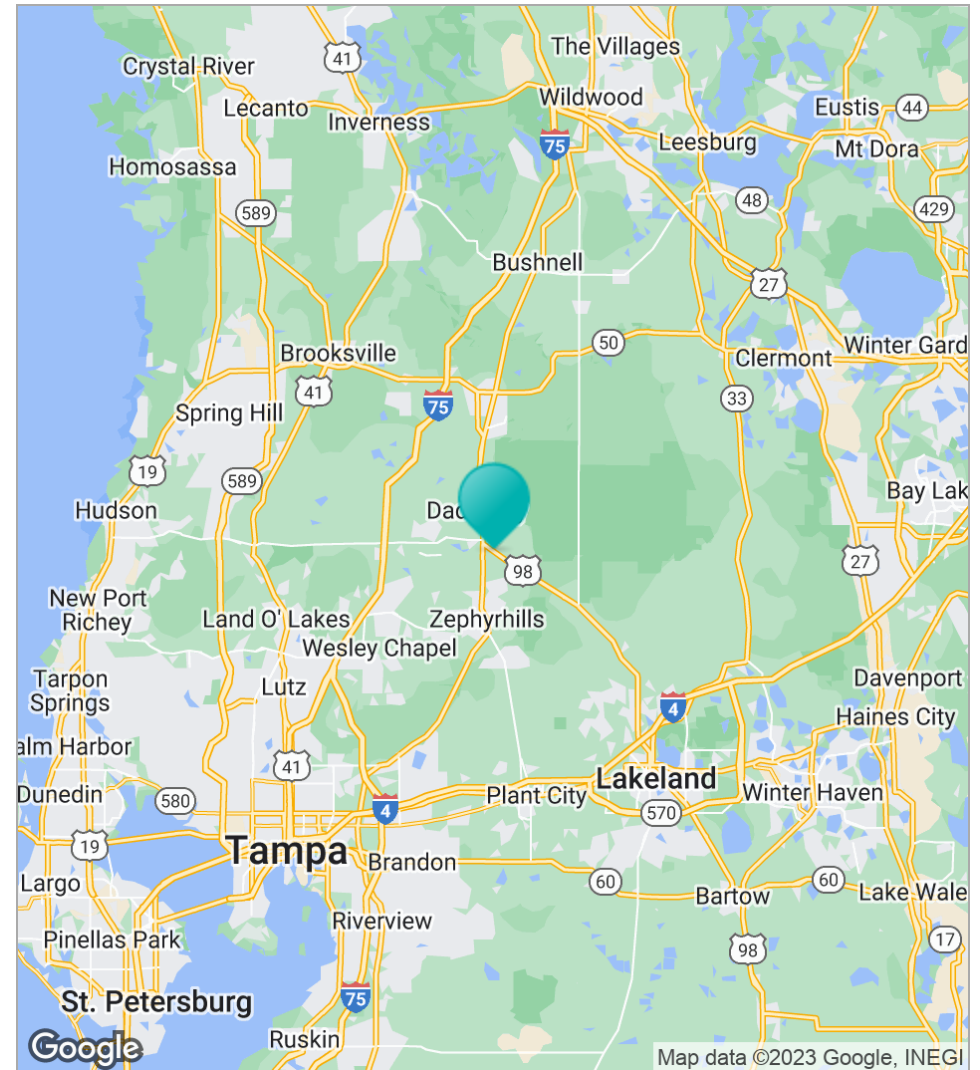 The Villages
41
Crystal River
Wildwood
Lecanto
Eustis
44
Inverness
75
Leesburg
Mt Dora
Homosassa
48
589
429
Bushnell
27
50
Brooksville
Clermont
Winter Gard
41
75
33
Spring Hill
19
589
Bay Lak
Hudson
27
98
New Port
Richey
Land O' Lakes
Zephyrhills
Wesley Chapel
Tarpon
Springs
Lutz
Davenport
4
Haines City
alm Harbor
41
Lakeland
Dunedin
580
4
Plant City
Winter Haven
570
19
Tampa
Brandon
Largo
60
60
Bartow
Lake Wale
Riverview
Pinellas Park
98
17
75
St. Petersburg
Ruskin
Google
Map data ©2023 Google, INEGI